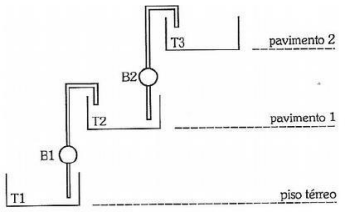 T3
pavimento 2
B2
T2
pavimento 1
B1
T1
piso térreo